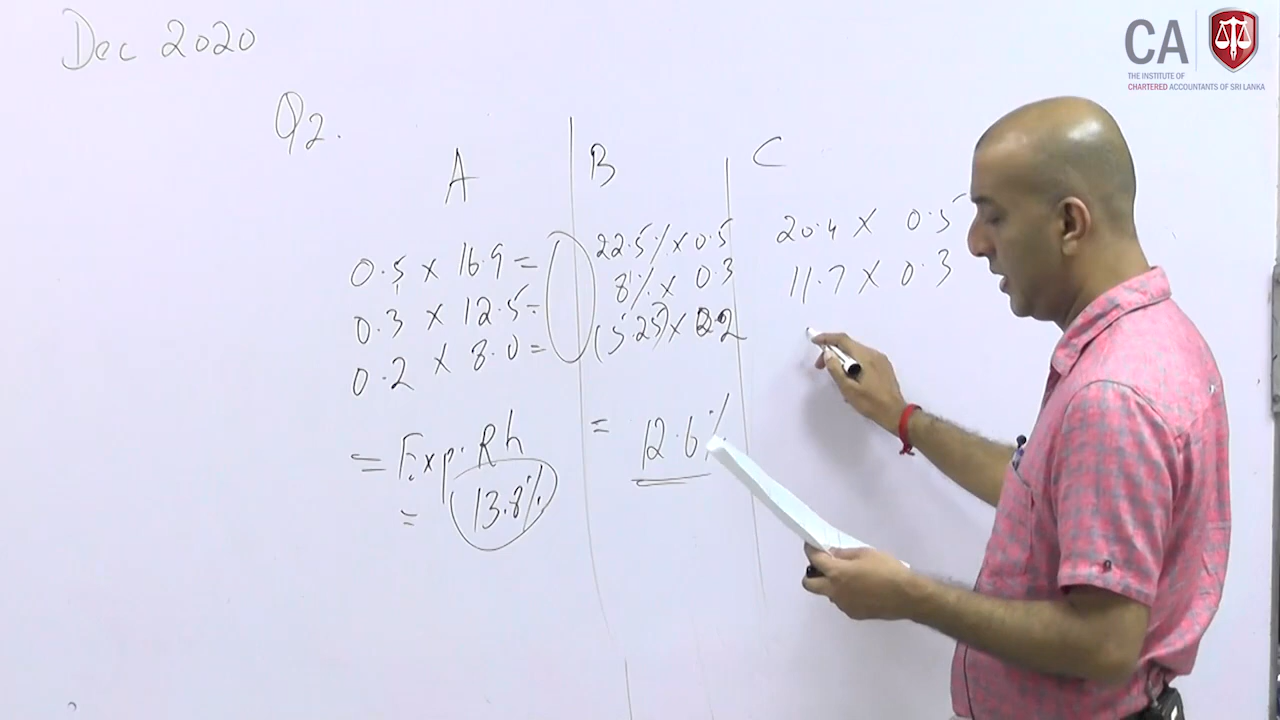 Dec 2020
CA
THE INSTITUTE OF
CHARTERED ACCOUNTANTS OF SRI LANKA
Q2.
A
0.5 x 16.9 =
0.3 x 12.5 =
0.2 x 8.0 =
= Exp. Rh
= 13.8%
B
22.5% x 0.5
8% x 0.3
(5.25) x 0.2
= 12.6%
C
20.4 x 0.5
11.7 x 0.3